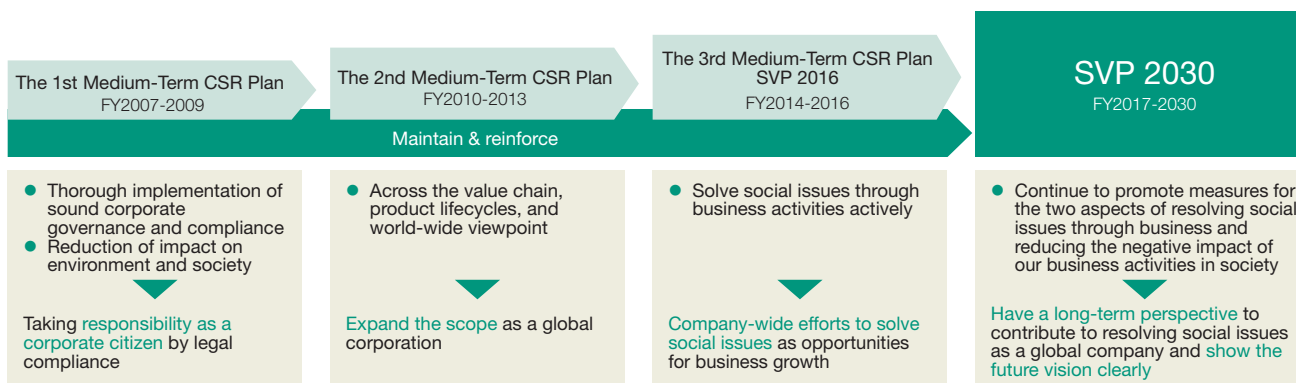 The 1st Medium-Term CSR Plan
FY2007-2009
The 2nd Medium-Term CSR Plan
FY2010-2013
The 3rd Medium-Term CSR Plan
SVP 2016
FY2014-2016
SVP 2030
FY2017-2030
Maintain & reinforce
● Thorough implementation of
sound corporate
governance and compliance
● Reduction of impact on
environment and society
Taking responsibility as a
corporate citizen by legal
compliance
● Across the value chain,
product lifecycles, and
world-wide viewpoint
Expand the scope as a global
corporation
● Solve social issues through
business activities actively
Company-wide efforts to solve
social issues as opportunities
for business growth
● Continue to promote measures for
the two aspects of resolving social
issues through business and
reducing the negative impact of
our business activities in society
Have a long-term perspective to
contribute to resolving social issues
as a global company and show the
future vision clearly